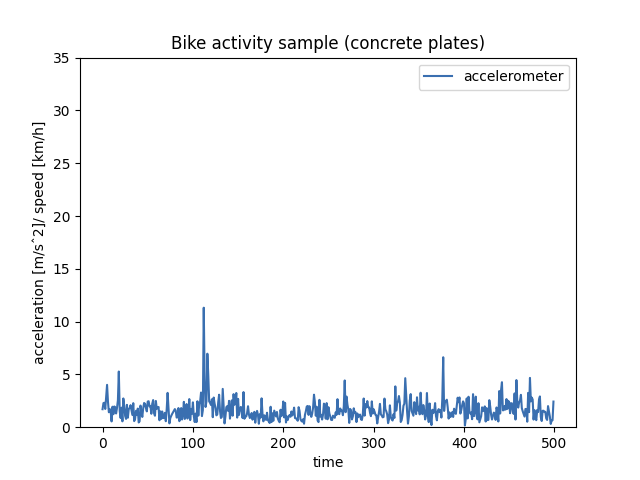 Bike activity sample (concrete plates)
accelerometer
35
30
25
20
15
10
5
0
acceleration [m/sˆ2]/ speed [km/h]
0 100 200 300 400 500
time